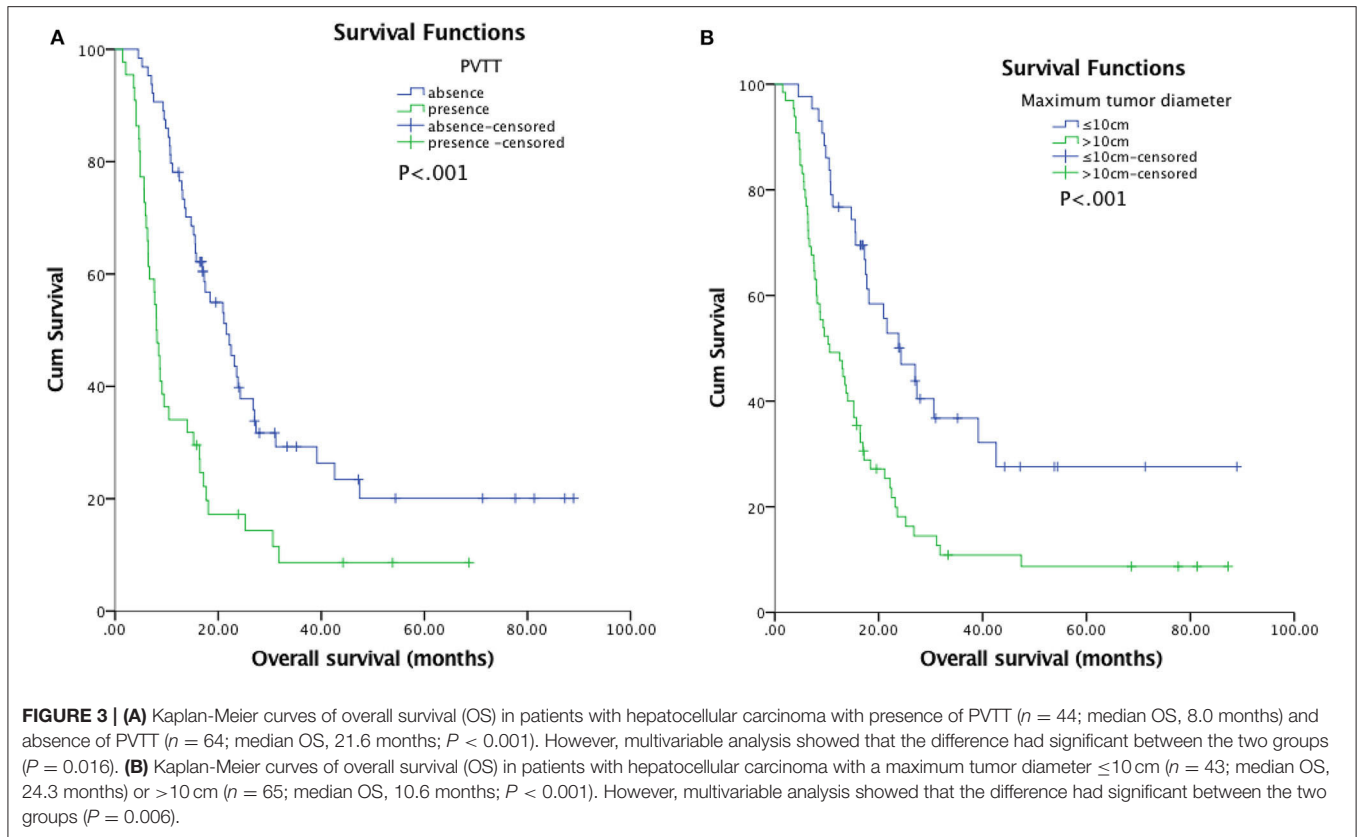 A
Survival Functions
PVTT
absence
presence
absence-censored
presence -censored
P<.001
100
80
60
40
20
0
Cum Survival
.00 20.00 40.00 60.00 80.00 100.00
Overall survival (months)
B
Survival Functions
Maximum tumor diameter
≤10cm
>10cm
≤10cm-censored
>10cm-censored
P<.001
100
80
60
40
20
0
Cum Survival
.00 20.00 40.00 60.00 80.00 100.00
Overall survival (months)
FIGURE 3 | (A) Kaplan-Meier curves of overall survival (OS) in patients with hepatocellular carcinoma with presence of PVTT (n = 44; median OS, 8.0 months) and
absence of PVTT (n = 64; median OS, 21.6 months; P < 0.001). However, multivariable analysis showed that the difference had significant between the two groups
(P = 0.016). (B) Kaplan-Meier curves of overall survival (OS) in patients with hepatocellular carcinoma with a maximum tumor diameter ≤10 cm (n = 43; median OS,
24.3 months) or >10 cm (n = 65; median OS, 10.6 months; P < 0.001). However, multivariable analysis showed that the difference had significant between the two
groups (P = 0.006).